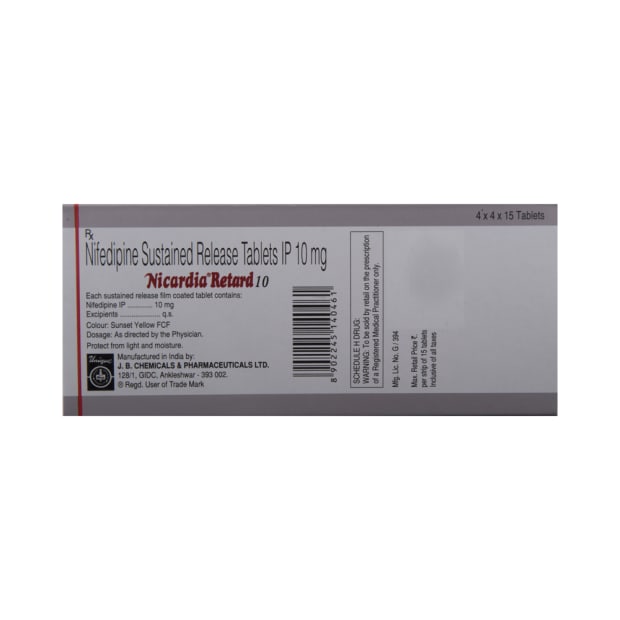 4 x 4 x 15 Tablets
Rx
Nifedipine Sustained Release Tablets IP 10 mg
Nicardia® Retard 10
Each sustained release film coated tablet contains:
Nifedipine IP ............ 10 mg
Excipients ................... q.s.
Colour: Sunset Yellow FCF
Dosage: As directed by the Physician.
Protect from light and moisture.
Unique
Manufactured in India by:
J. B. CHEMICALS & PHARMACEUTICALS LTD.
128/1, GIDC, Ankleshwar - 393 002.
® Regd. User of Trade Mark
8902245140461
SCHEDULE H DRUG:
WARNING: To be sold by retail on the prescription
of a Registered Medical Practitioner only.
Mfg. Lic. No. G / 394
Max. Retail Price ₹.
per strip of 15 tablets
Inclusive of all taxes